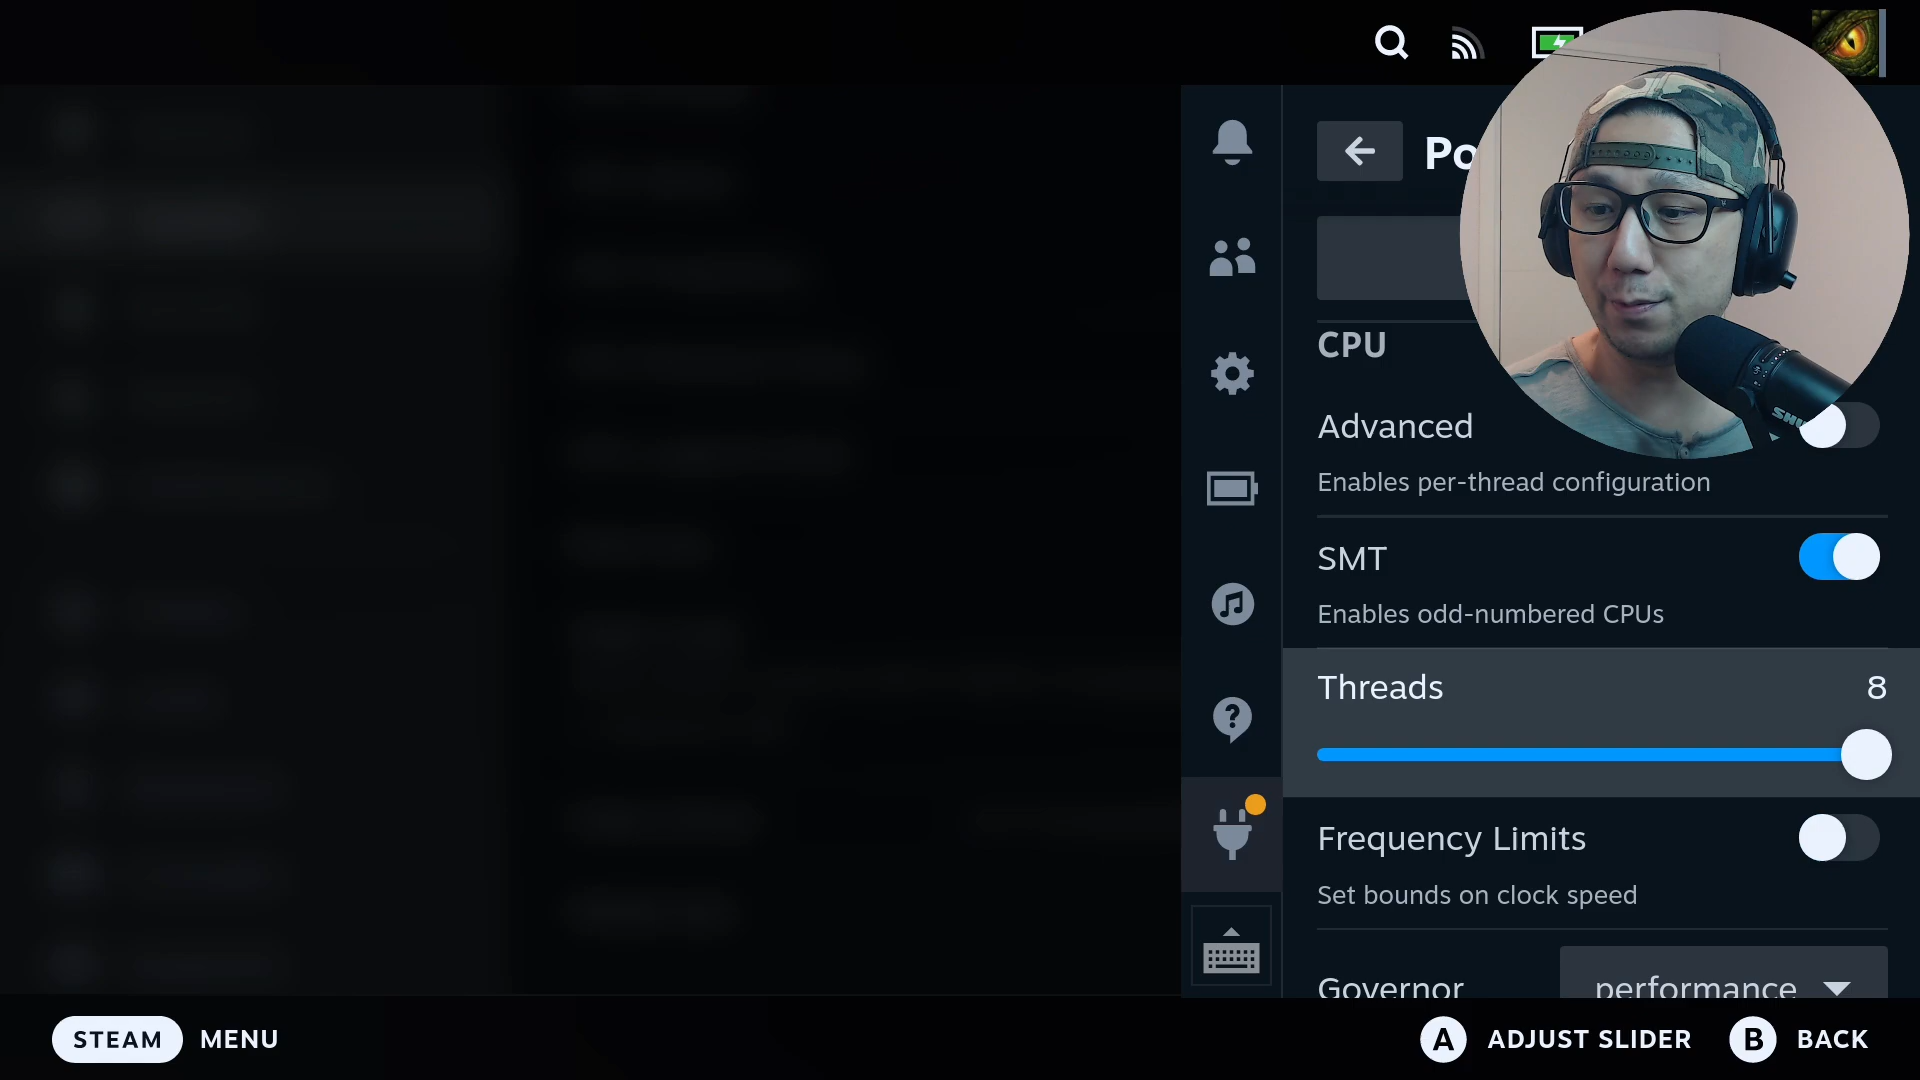 Po
CPU
Advanced
Enables per-thread configuration
SMT
Enables odd-numbered CPUs
Threads 8
Frequency Limits
Set bounds on clock speed
Governor performance
STEAM MENU
A ADJUST SLIDER B BACK